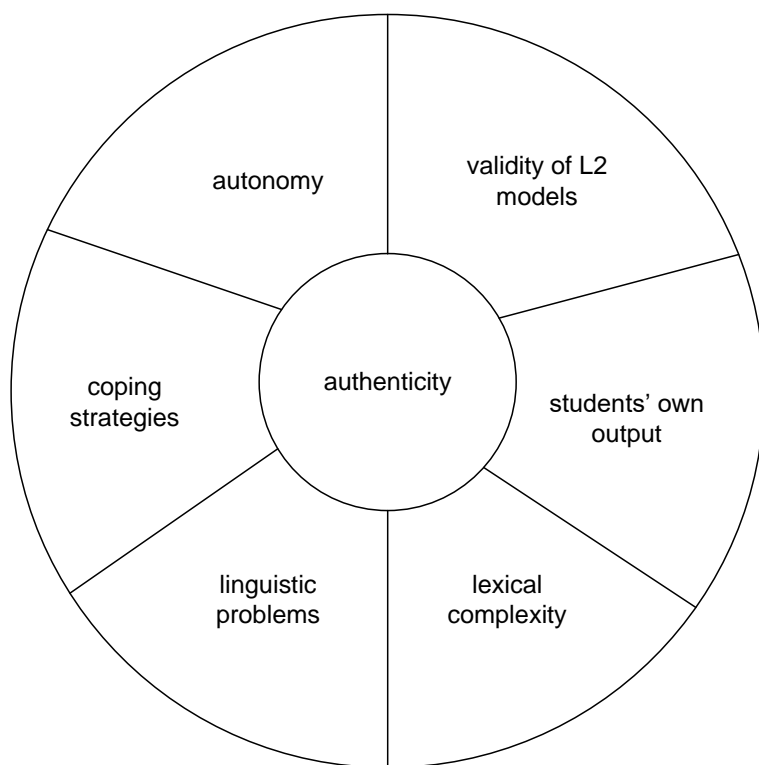 autonomy
validity of L2
models
coping
strategies
authenticity
students’ own
output
linguistic
problems
lexical
complexity